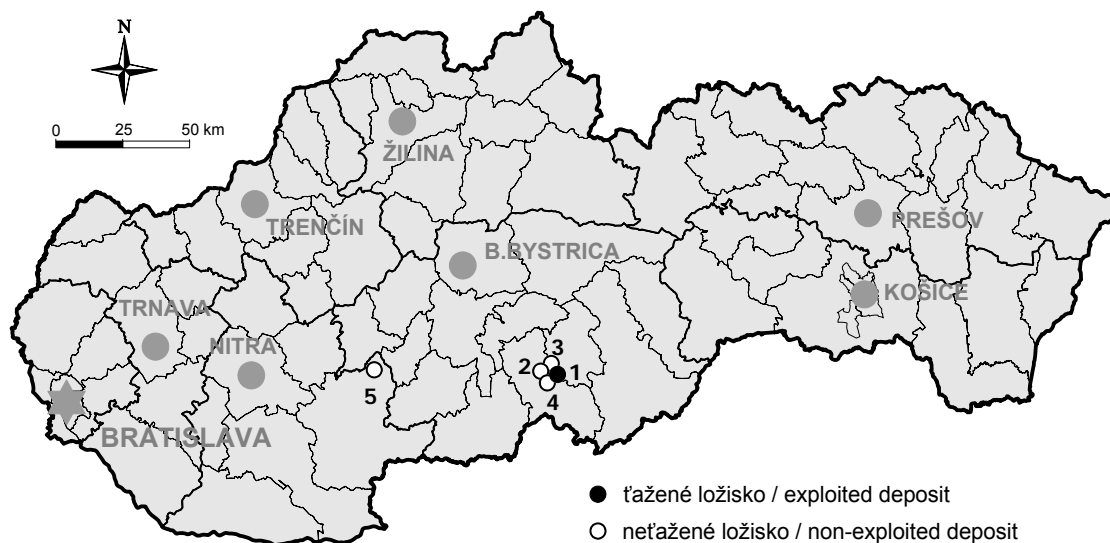 N
0 25 50 km
ŽILINA
TRENČÍN
PREŠOV
B.BYSTRICA
KOŠICE
TRNAVA
NITRA
3
2 1
5 4
BRATISLAVA
ťažené ložisko / exploited deposit
neťažené ložisko / non-exploited deposit